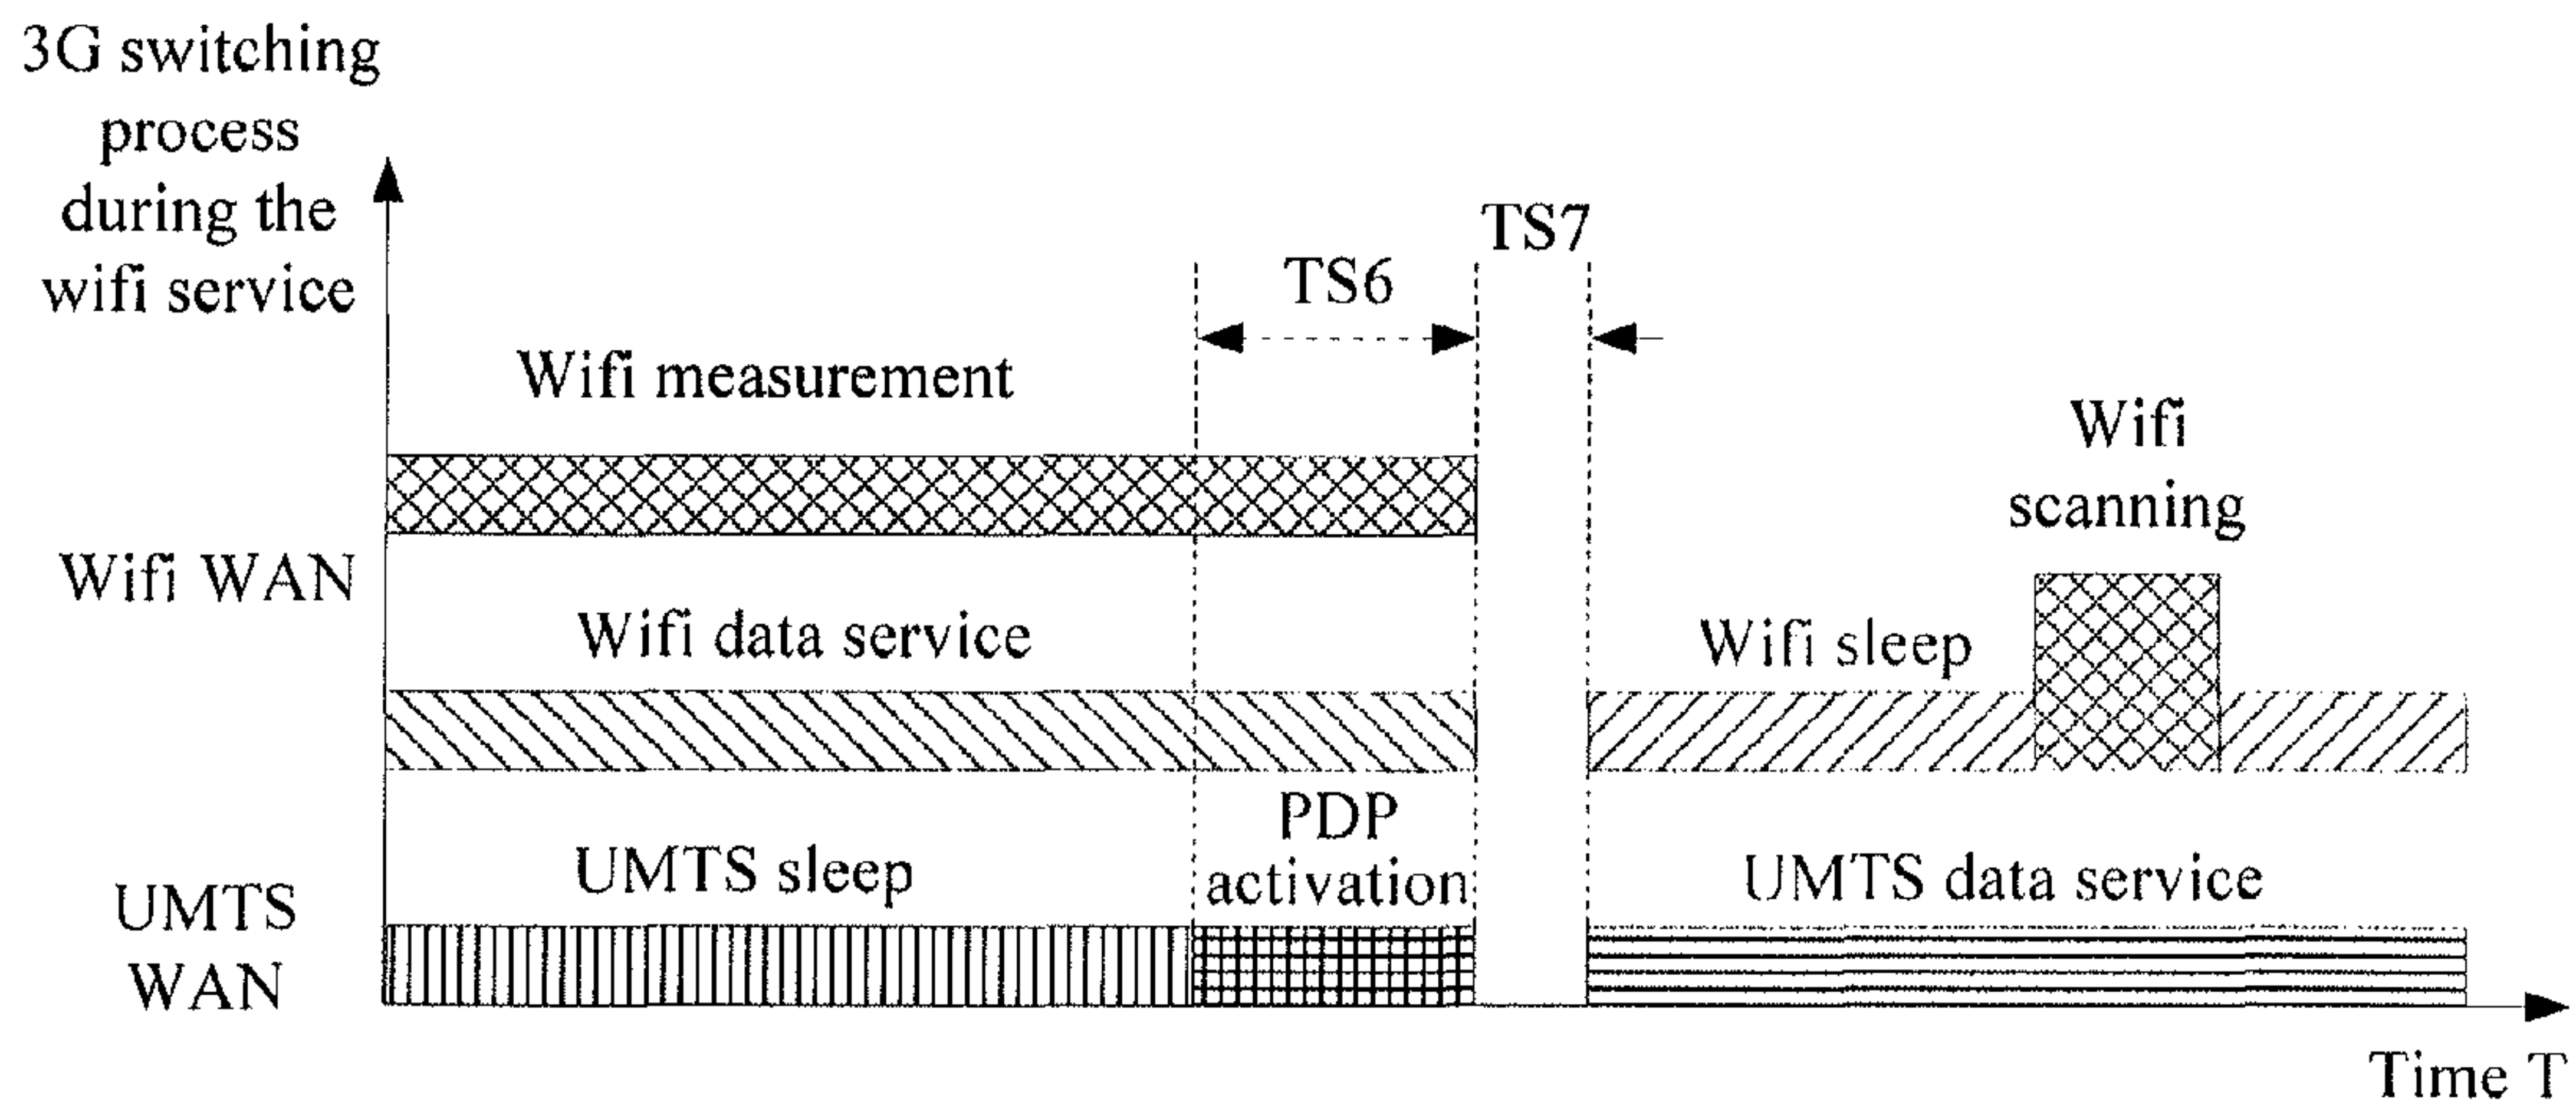 3G switching
process
during the
wifi service
TS7
TS6
Wifi measurement
Wifi
scanning
Wifi WAN
Wifi data service
Wifi sleep
PDP
activation
UMTS sleep
UMTS data service
UMTS
WAN
Time T